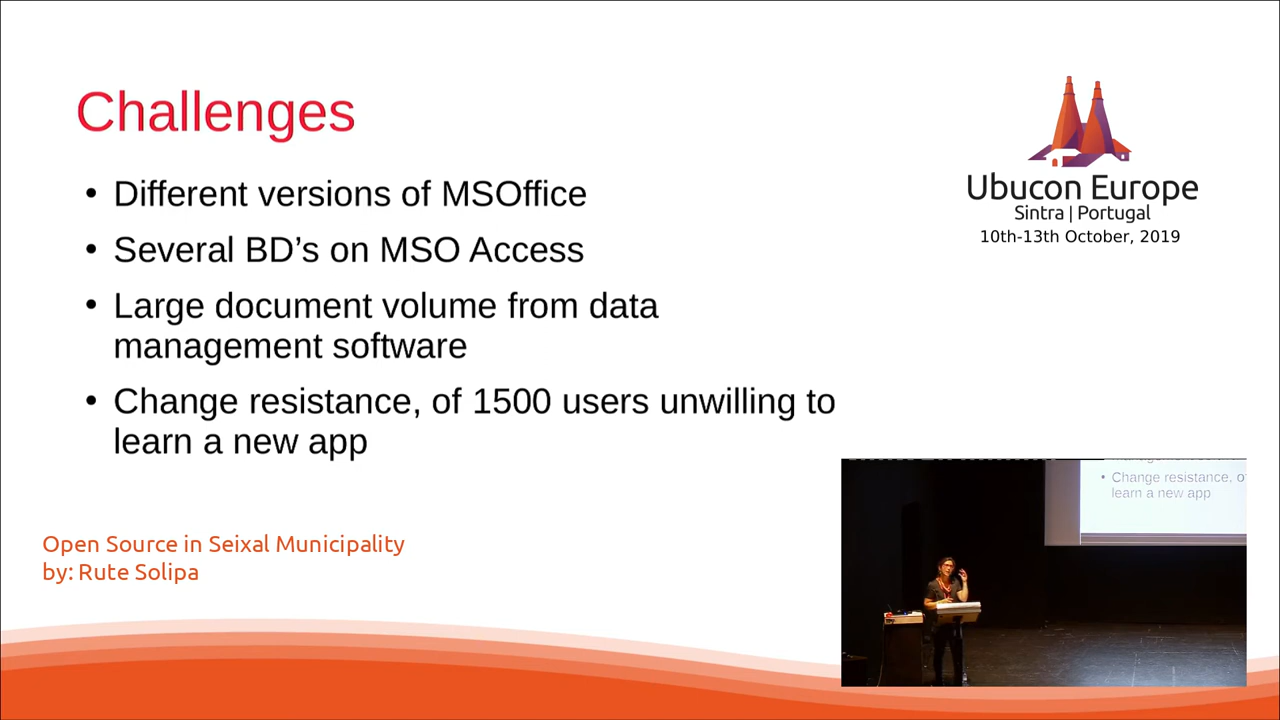 Challenges
• Different versions of MSOffice
• Several BD’s on MSO Access
• Large document volume from data
management software
• Change resistance, of 1500 users unwilling to
learn a new app
Ubucon Europe
Sintra | Portugal
10th-13th October, 2019
Open Source in Seixal Municipality
by: Rute Solipa
• Change resistance, of
learn a new app